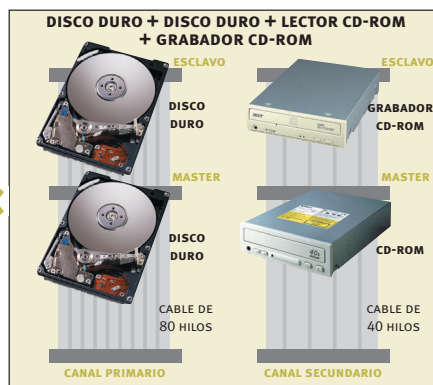 DISCO DURO + DISCO DURO + LECTOR CD-ROM
+ GRABADOR CD-ROM
ESCLAVO
DISCO
DURO
MASTER
DISCO
DURO
CABLE DE
80 HILOS
CANAL PRIMARIO
ESCLAVO
GRABADOR
CD-ROM
MASTER
CD-ROM
CABLE DE
40 HILOS
CANAL SECUNDARIO